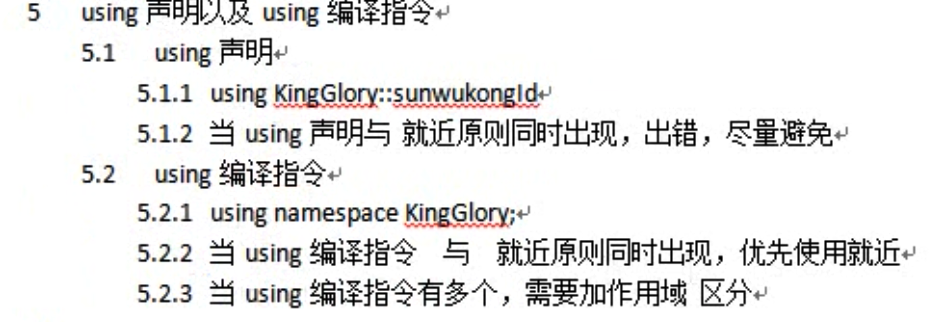 5 using 声明以及 using 编译指令
5.1 using 声明
5.1.1 using KingGlory::sunwukongId
5.1.2 当 using 声明与 就近原则同时出现，出错，尽量避免
5.2 using 编译指令
5.2.1 using namespace KingGlory;
5.2.2 当 using 编译指令 与 就近原则同时出现，优先使用就近
5.2.3 当 using 编译指令有多个，需要加作用域 区分